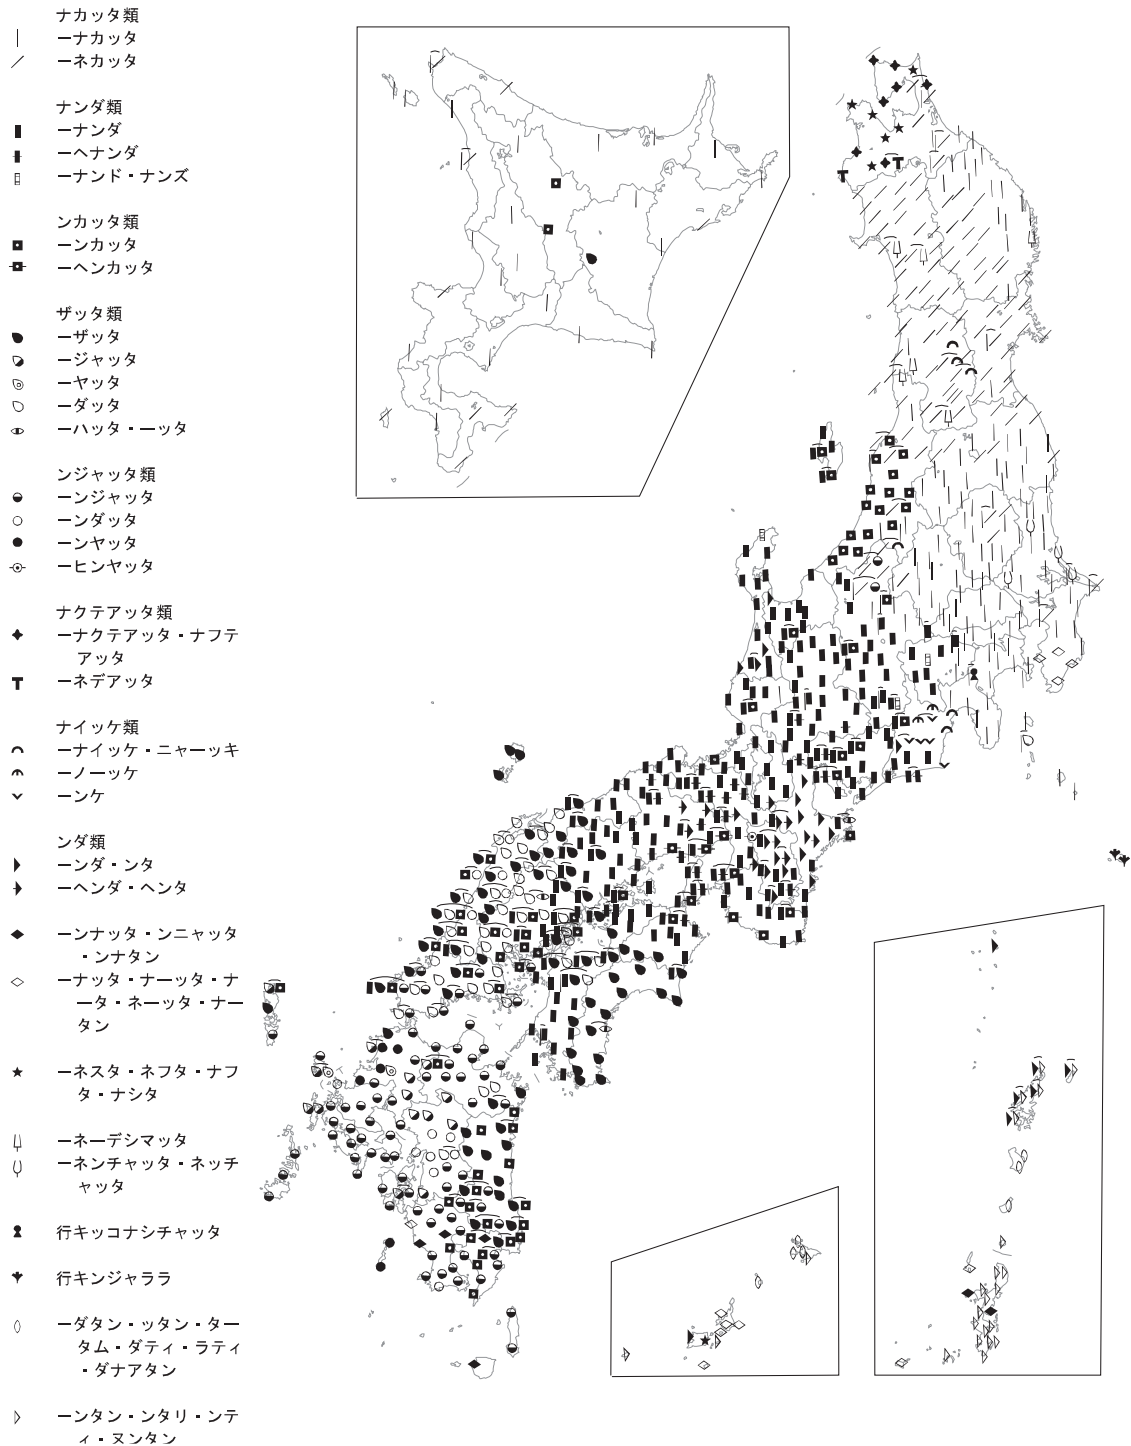 ナカッタ類
ーナカッタ
ーネカッタ
ナンダ類
ーナンダ
ーヘナンダ
ーナンド・ナンズ
ンカッタ類
ーンカッタ
ーヘンカッタ
ザッタ類
ーザッタ
ージャッタ
ーヤッタ
ーダッタ
ーハッタ・ーッタ
ンジャッタ類
ーンジャッタ
ーンダッタ
ーンヤッタ
ーヒンヤッタ
ナクテアッタ類
ーナクテアッタ・ナフテ
アッタ
ーネデアッタ
ナイッケ類
ーナイッケ・ニャーッキ
ーノーッケ
ーンケ
ンダ類
ーンダ・ンタ
ーヘンダ・ヘンタ
ーンナッタ・ンニャッタ
・ンナタン
ーナッタ・ナーッタ・ナ
ータ・ネーッタ・ナー
タン
ーネスタ・ネフタ・ナフ
タ・ナシタ
ーネーデシマッタ
ーネンチャッタ・ネッチ
ャッタ
行キッコナシチャッタ
行キンジャララ
ーダタン・ッタン・ター
タム・ダティ・ラティ
・ダナアタン
ーンタン・ンタリ・ンテ
ィ・ヌンタン